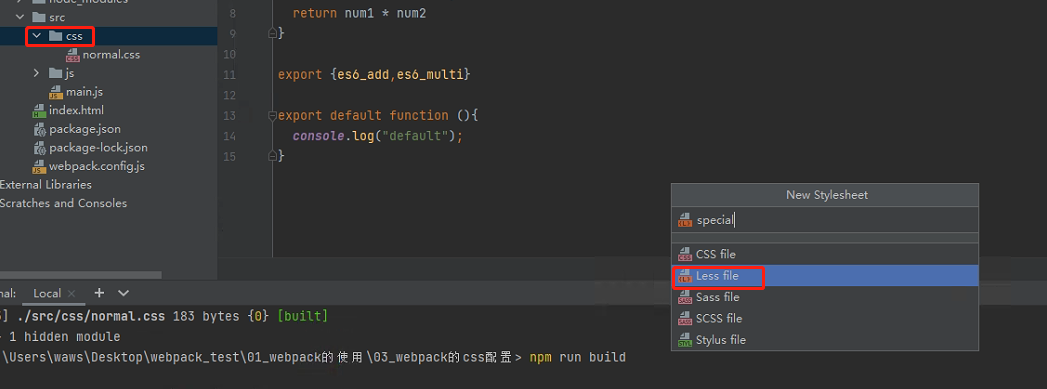 node_modules
src
css
normal.css
js
main.js
index.html
package.json
package-lock.json
webpack.config.js
External Libraries
Scratches and Consoles
8 return num1 * num2
9 }
10
11 export {es6_add,es6_multi}
12
13 export default function (){
14 console.log("default");
15 }
New Stylesheet
special
CSS file
Less file
Sass file
SCSS file
Stylus file
nal: Local × +
] ./src/css/normal.css 183 bytes {0} [built]
1 hidden module
\Users\waws\Desktop\webpack_test\01_webpack的使用\03_webpack的css配置> npm run build